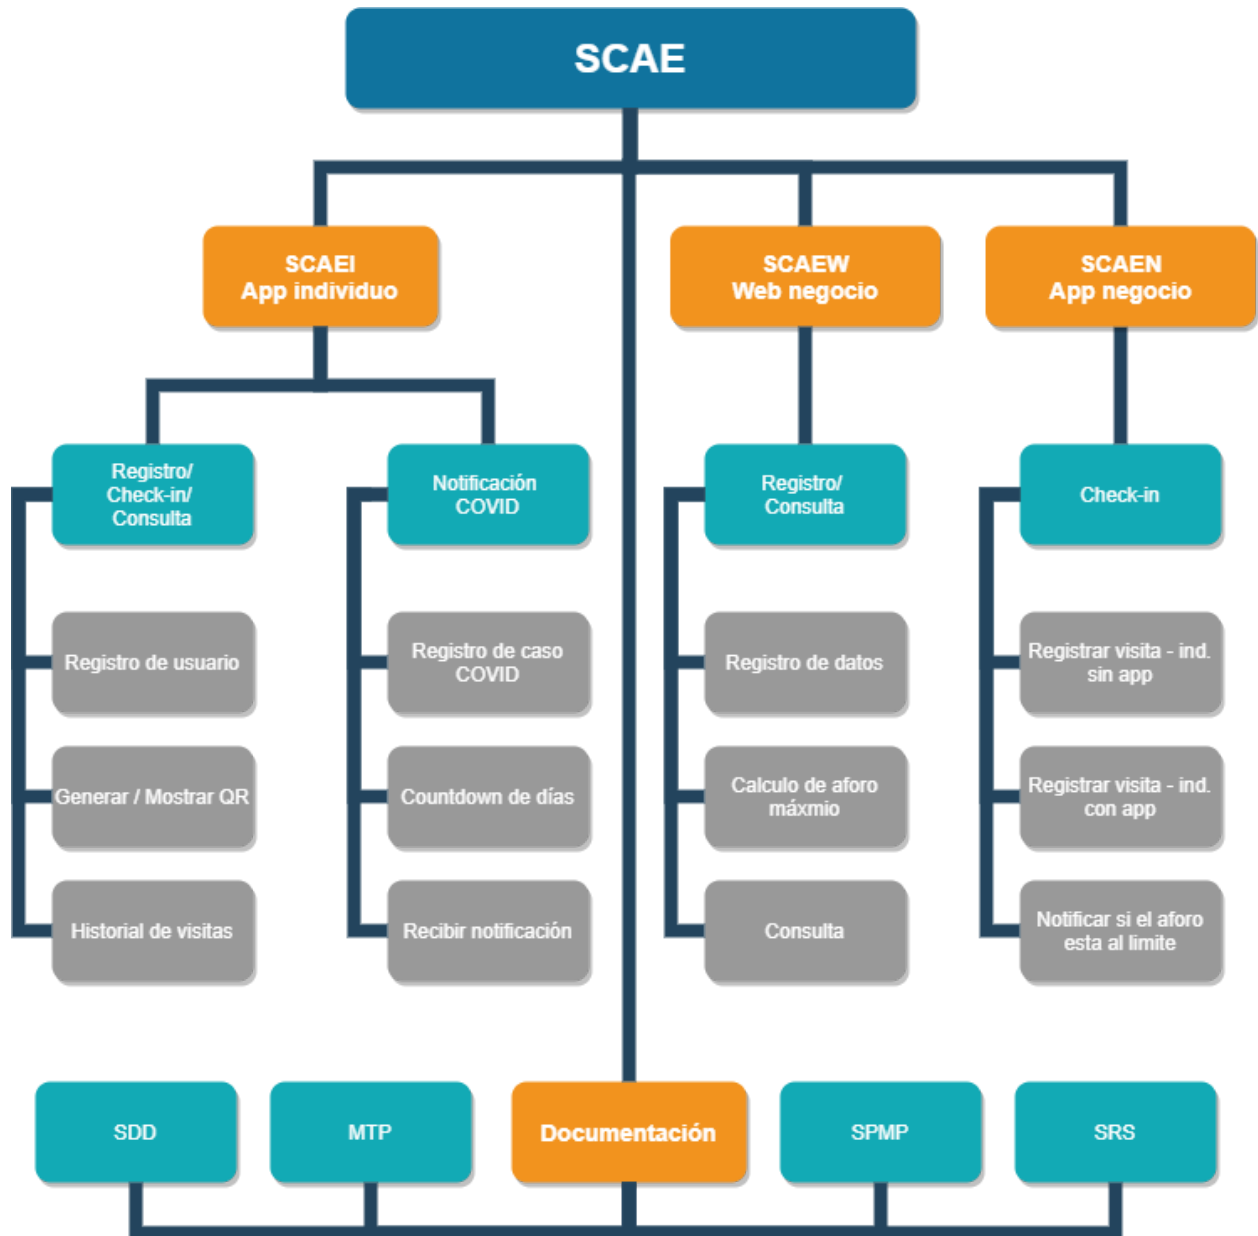 SCAE
SCAEI
App individuo
SCAEW
Web negocio
SCAEN
App negocio
Registro/
Check-in/
Consulta
Notificación
COVID
Registro/
Consulta
Check-in
Registro de usuario
Registro de caso
COVID
Registro de datos
Registrar visita - ind.
sin app
Generar / Mostrar QR
Countdown de días
Calculo de aforo
máxmio
Registrar visita - ind.
con app
Historial de visitas
Recibir notificación
Consulta
Notificar si el aforo
esta al limite
SDD
MTP
Documentación
SPMP
SRS